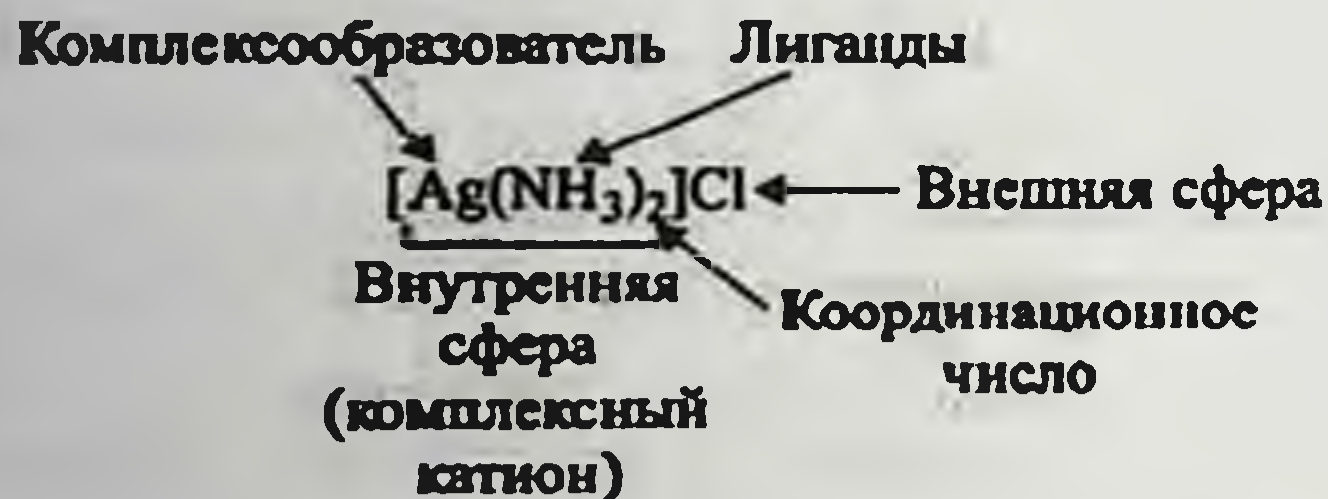 Комплексообразователь Лиганды
[Ag(NH₃)₂]Cl
Внешняя сфера
Внутренняя
сфера
(комплексный
катион)
Координационное
число